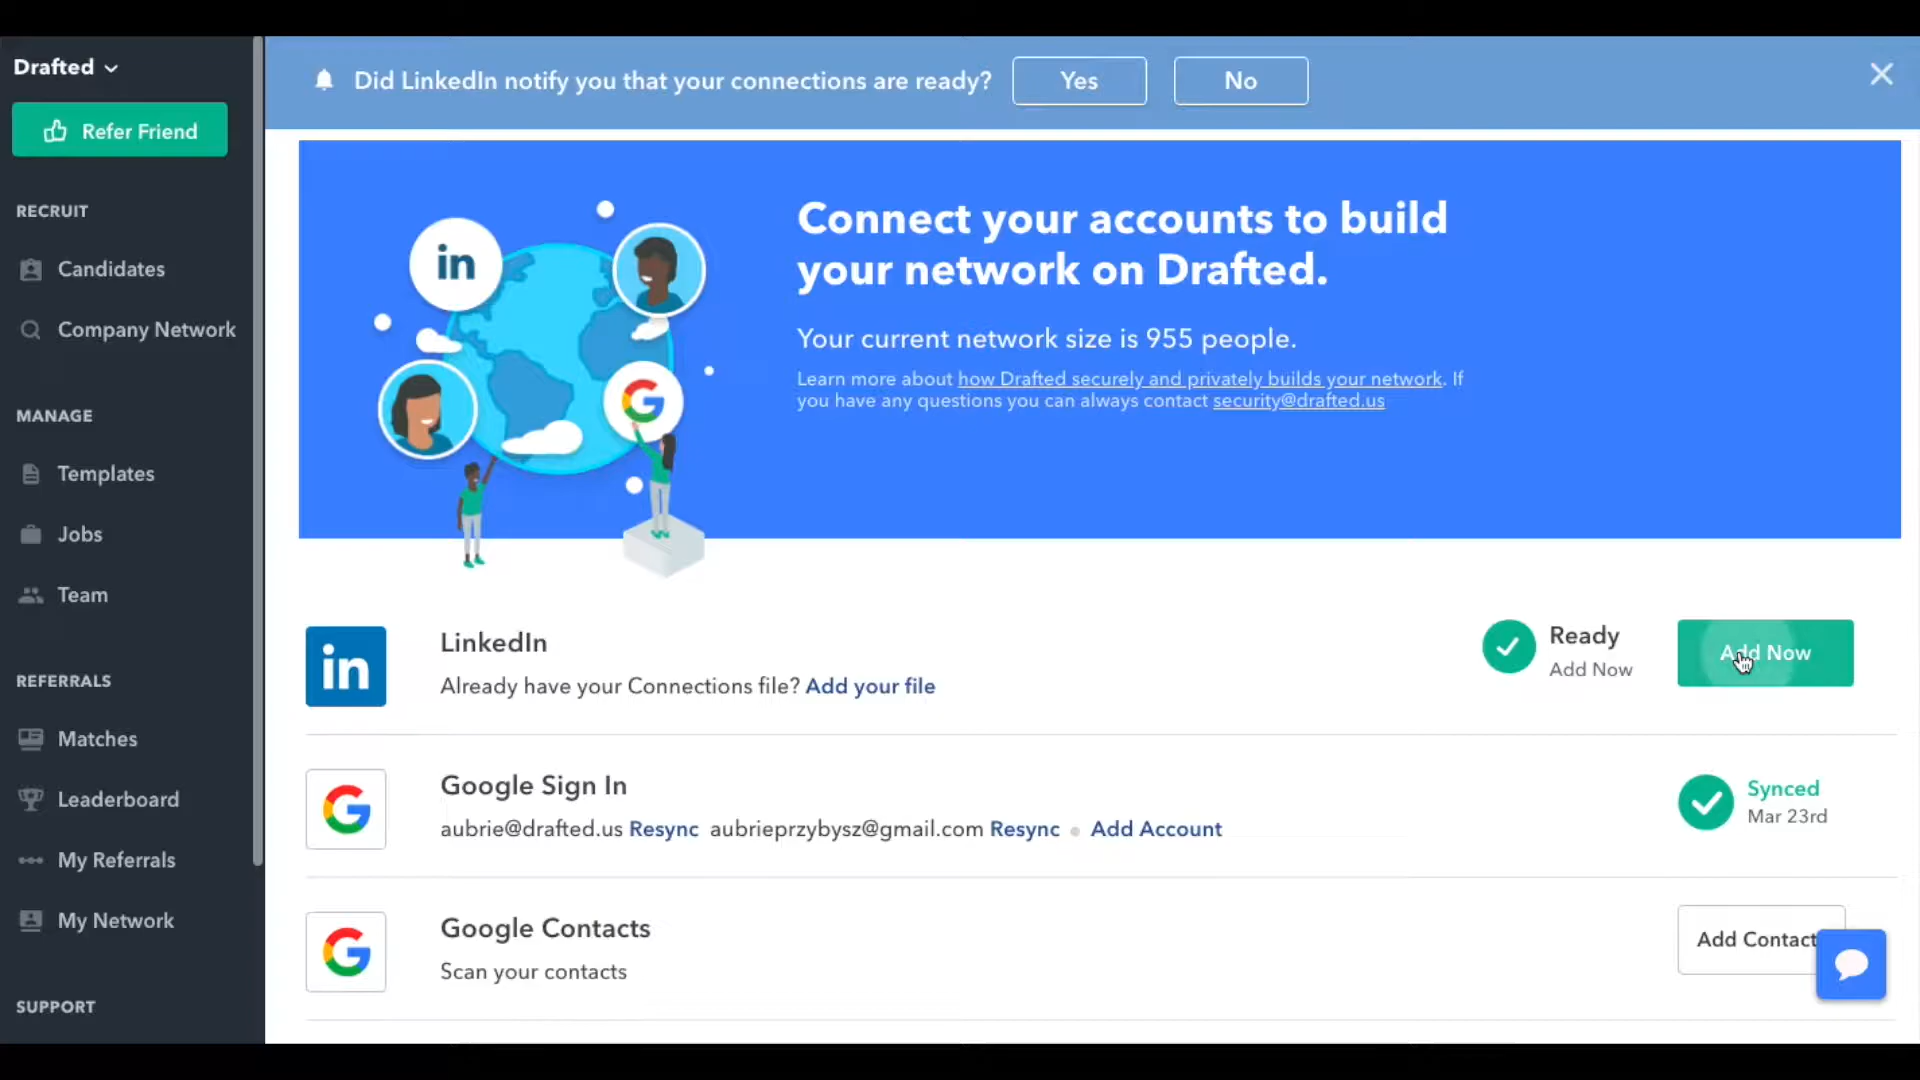 Drafted
Refer Friend
RECRUIT
Candidates
Company Network
MANAGE
Templates
Jobs
Team
REFERRALS
Matches
Leaderboard
My Referrals
My Network
SUPPORT
Did LinkedIn notify you that your connections are ready?
Yes
No
in
Connect your accounts to build
your network on Drafted.
Your current network size is 955 people.
Learn more about how Drafted securely and privately builds your network. If
you have any questions you can always contact security@drafted.us
in
LinkedIn
Already have your Connections file? Add your file
Ready
Add Now
Add Now
Google Sign In
aubrie@drafted.us Resync aubrieprzybysz@gmail.com Resync Add Account
Synced
Mar 23rd
Google Contacts
Scan your contacts
Add Contact